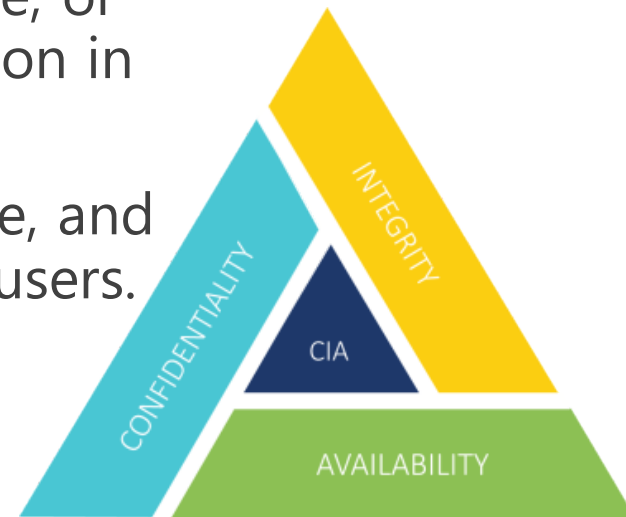 on in
e, and
users.
INTEGRITY
CONFIDENTIALITY
CIA
AVAILABILITY